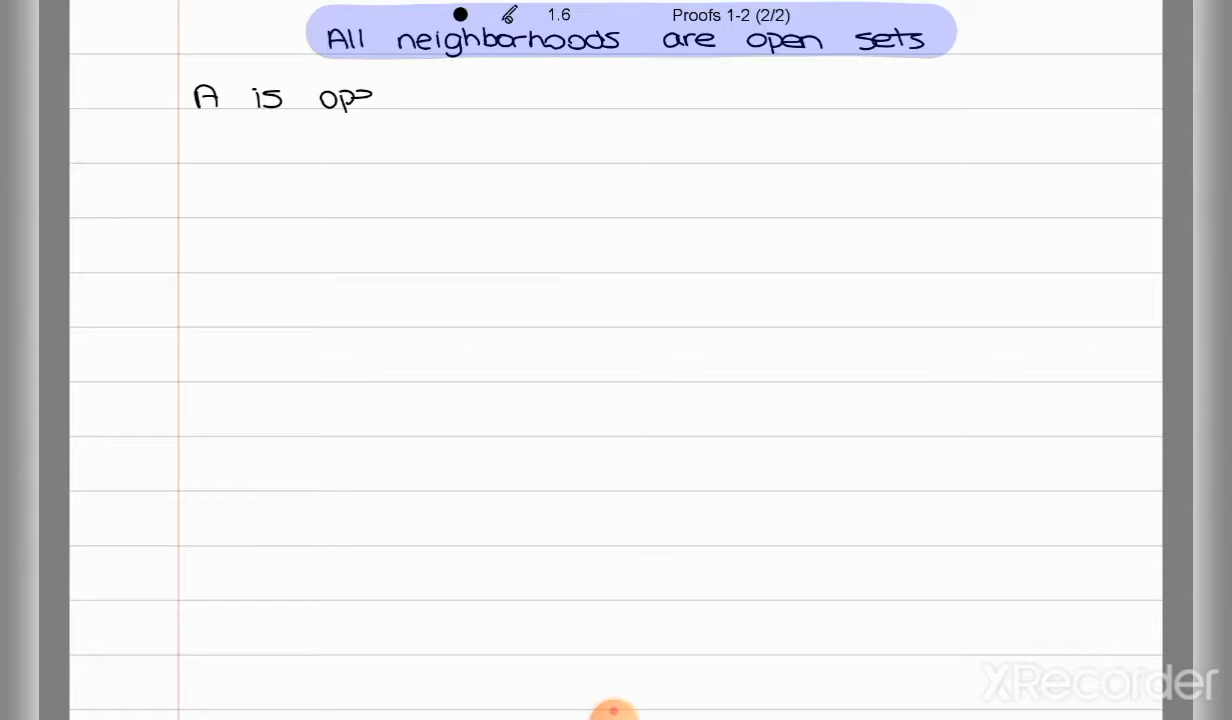 1.6 Proofs 1-2 (2/2)
All neighborhoods are open sets
A is op
XRecorder